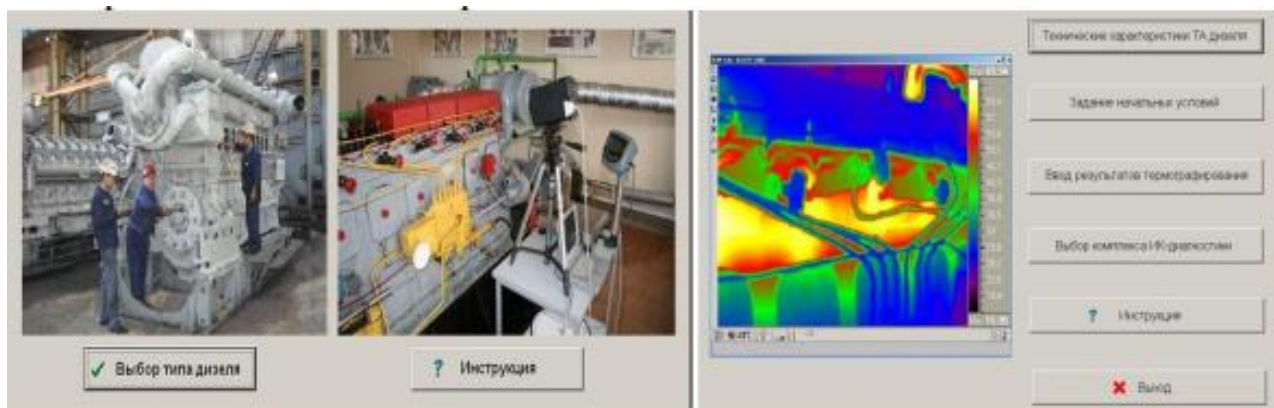 Выбор типа дизеля
? Инструкция
Технические характеристики ТА дизеля
Задание начальных условий
Ввод результатов термографирования
Выбор комплекса ИК-диагностики
? Инструкция
Выход